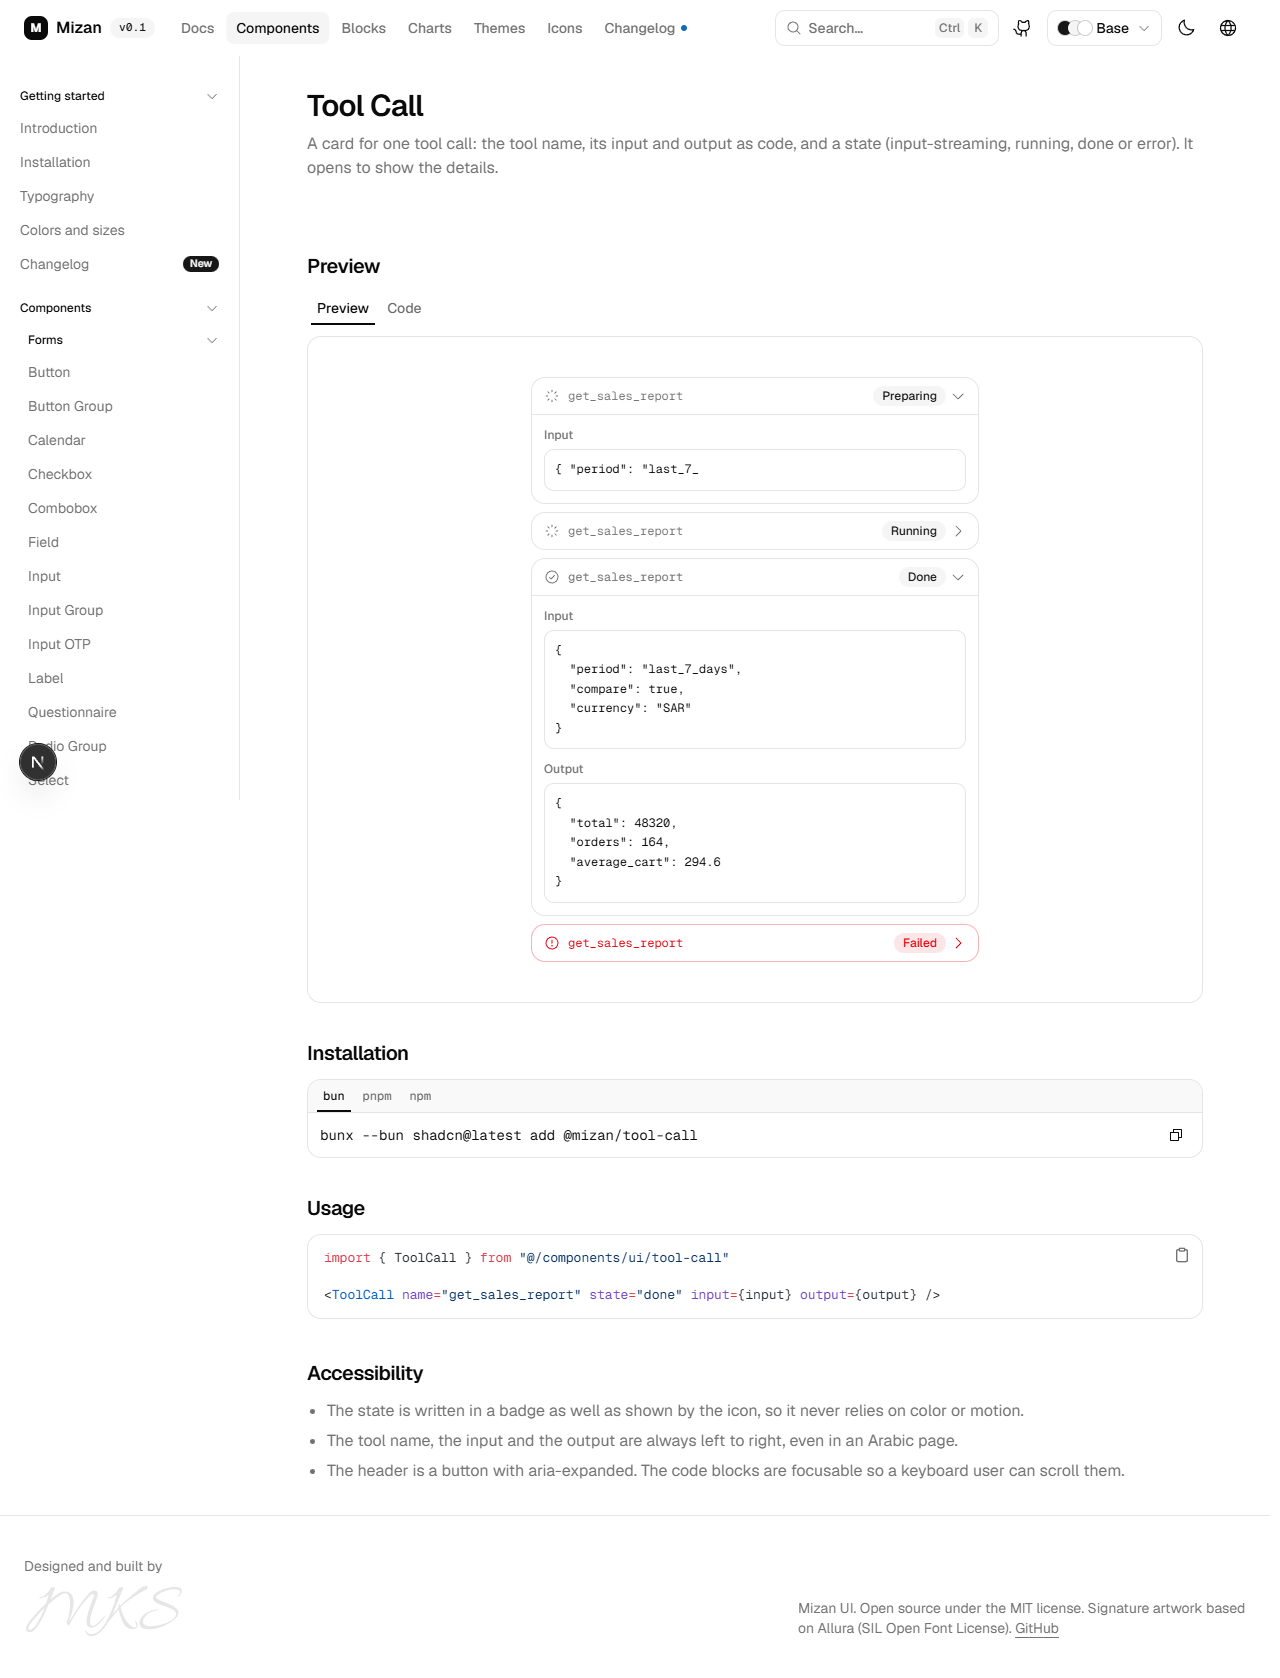 M Mizan v0.1 Docs Components Blocks Charts Themes Icons Changelog Search... Ctrl K Base
Getting started
Introduction
Installation
Typography
Colors and sizes
Changelog New
Components
Forms
Button
Button Group
Calendar
Checkbox
Combobox
Field
Input
Input Group
Input OTP
Label
Questionnaire
Radio Group
N
Select
Tool Call
A card for one tool call: the tool name, its input and output as code, and a state (input-streaming, running, done or error). It
opens to show the details.
Preview
Preview Code
get_sales_report Preparing
Input
{ "period": "last_7_
get_sales_report Running
get_sales_report Done
Input
{
"period": "last_7_days",
"compare": true,
"currency": "SAR"
}
Output
{
"total": 48320,
"orders": 164,
"average_cart": 294.6
}
get_sales_report Failed
Installation
bun pnpm npm
bunx --bun shadcn@latest add @mizan/tool-call
Usage
import { ToolCall } from "@/components/ui/tool-call"
<ToolCall name="get_sales_report" state="done" input={input} output={output} />
Accessibility
The state is written in a badge as well as shown by the icon, so it never relies on color or motion.
The tool name, the input and the output are always left to right, even in an Arabic page.
The header is a button with aria-expanded. The code blocks are focusable so a keyboard user can scroll them.
Designed and built by
MKS
Mizan UI. Open source under the MIT license. Signature artwork based
on Allura (SIL Open Font License). GitHub